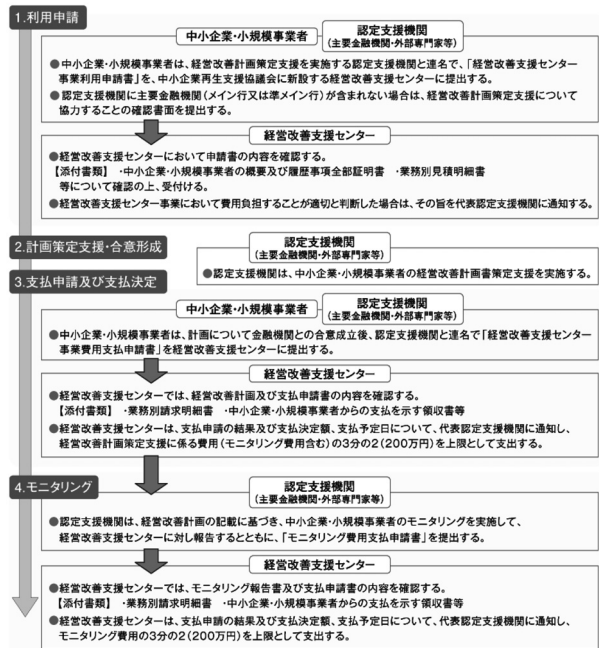 1.利用申請
中小企業・小規模事業者
認定支援機関
(主要金融機関・外部専門家等)
●中小企業・小規模事業者は、経営改善計画策定支援を実施する認定支援機関と連名で、「経営改善支援センター
事業利用申請書」を、中小企業再生支援協議会に新設する経営改善支援センターに提出する。
●認定支援機関に主要金融機関(メイン行又は準メイン行)が含まれない場合は、経営改善計画策定支援について
協力することの確認書面を提出する。
経営改善支援センター
●経営改善支援センターにおいて申請書の内容を確認する。
【添付書類】 ・中小企業・小規模事業者の概要及び履歴事項全部証明書 ・業務別見積明細書
等について確認の上、受付ける。
●経営改善支援センター事業において費用負担することが適切と判断した場合は、その旨を代表認定支援機関に通知する。
2.計画策定支援・合意形成
認定支援機関
(主要金融機関・外部専門家等)
●認定支援機関は、中小企業・小規模事業者の経営改善計画書策定支援を実施する。
3.支払申請及び支払決定
中小企業・小規模事業者
認定支援機関
(主要金融機関・外部専門家等)
●中小企業・小規模事業者は、計画について金融機関との合意成立後、認定支援機関と連名で「経営改善支援センター
事業費用支払申請書」を経営改善支援センターに提出する。
経営改善支援センター
●経営改善支援センターでは、経営改善計画及び支払申請書の内容を確認する。
【添付書類】 ・業務別請求明細書 ・中小企業・小規模事業者からの支払を示す領収書等
●経営改善支援センターは、支払申請の結果及び支払決定額、支払予定日について、代表認定支援機関に通知し、
経営改善計画策定支援に係る費用(モニタリング費用含む)の3分の2(200万円)を上限として支出する。
4.モニタリング
認定支援機関
(主要金融機関・外部専門家等)
●認定支援機関は、経営改善計画の記載に基づき、中小企業・小規模事業者のモニタリングを実施して、
経営改善支援センターに対し報告するとともに、「モニタリング費用支払申請書」を提出する。
経営改善支援センター
●経営改善支援センターでは、モニタリング報告書及び支払申請書の内容を確認する。
【添付書類】 ・業務別請求明細書 ・中小企業・小規模事業者からの支払を示す領収書等
●経営改善支援センターは、支払申請の結果及び支払決定額、支払予定日について、代表認定支援機関に通知し、
モニタリング費用の3分の2(200万円)を上限として支出する。